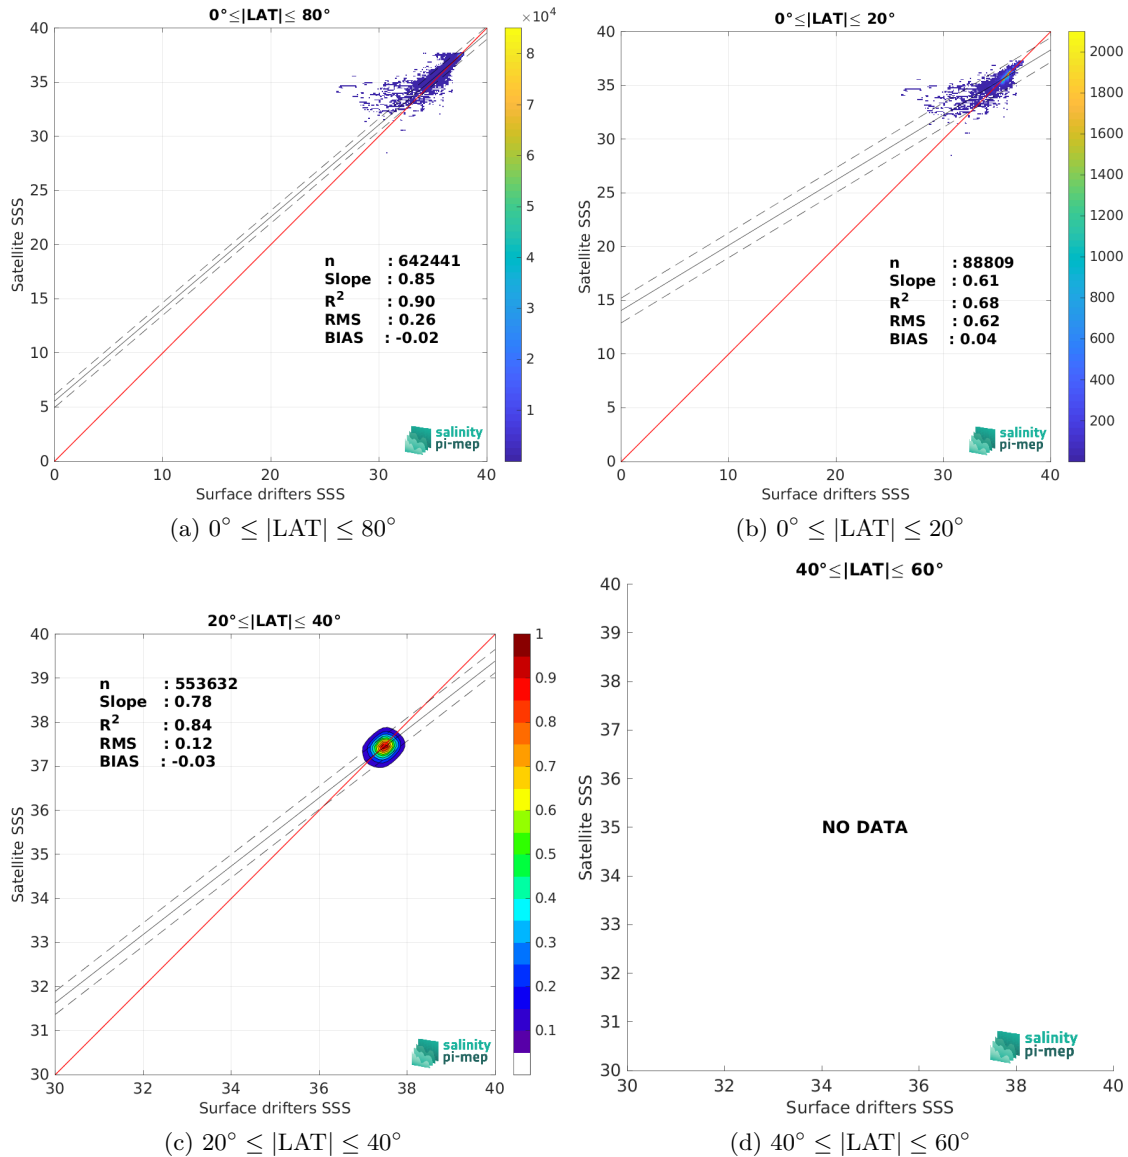 0°≤|LAT|≤ 80°
×10⁴
40
35
30
25
20
15
10
5
0
Satellite SSS
n : 642441
Slope : 0.85
R² : 0.90
RMS : 0.26
BIAS : -0.02
salinity
pi-mep
0 10 20 30 40
Surface drifters SSS
8
7
6
5
4
3
2
1
(a) 0° ≤ |LAT| ≤ 80°
0°≤|LAT|≤ 20°
40
35
30
25
20
15
10
5
0
Satellite SSS
n : 88809
Slope : 0.61
R² : 0.68
RMS : 0.62
BIAS : 0.04
salinity
pi-mep
0 10 20 30 40
Surface drifters SSS
2000
1800
1600
1400
1200
1000
800
600
400
200
(b) 0° ≤ |LAT| ≤ 20°
20°≤|LAT|≤ 40°
40
39
38
37
36
35
34
33
32
31
30
Satellite SSS
n : 553632
Slope : 0.78
R² : 0.84
RMS : 0.12
BIAS : -0.03
salinity
pi-mep
30 32 34 36 38 40
Surface drifters SSS
1
0.9
0.8
0.7
0.6
0.5
0.4
0.3
0.2
0.1
(c) 20° ≤ |LAT| ≤ 40°
40°≤|LAT|≤ 60°
40
39
38
37
36
35
34
33
32
31
30
Satellite SSS
NO DATA
salinity
pi-mep
30 32 34 36 38 40
Surface drifters SSS
(d) 40° ≤ |LAT| ≤ 60°